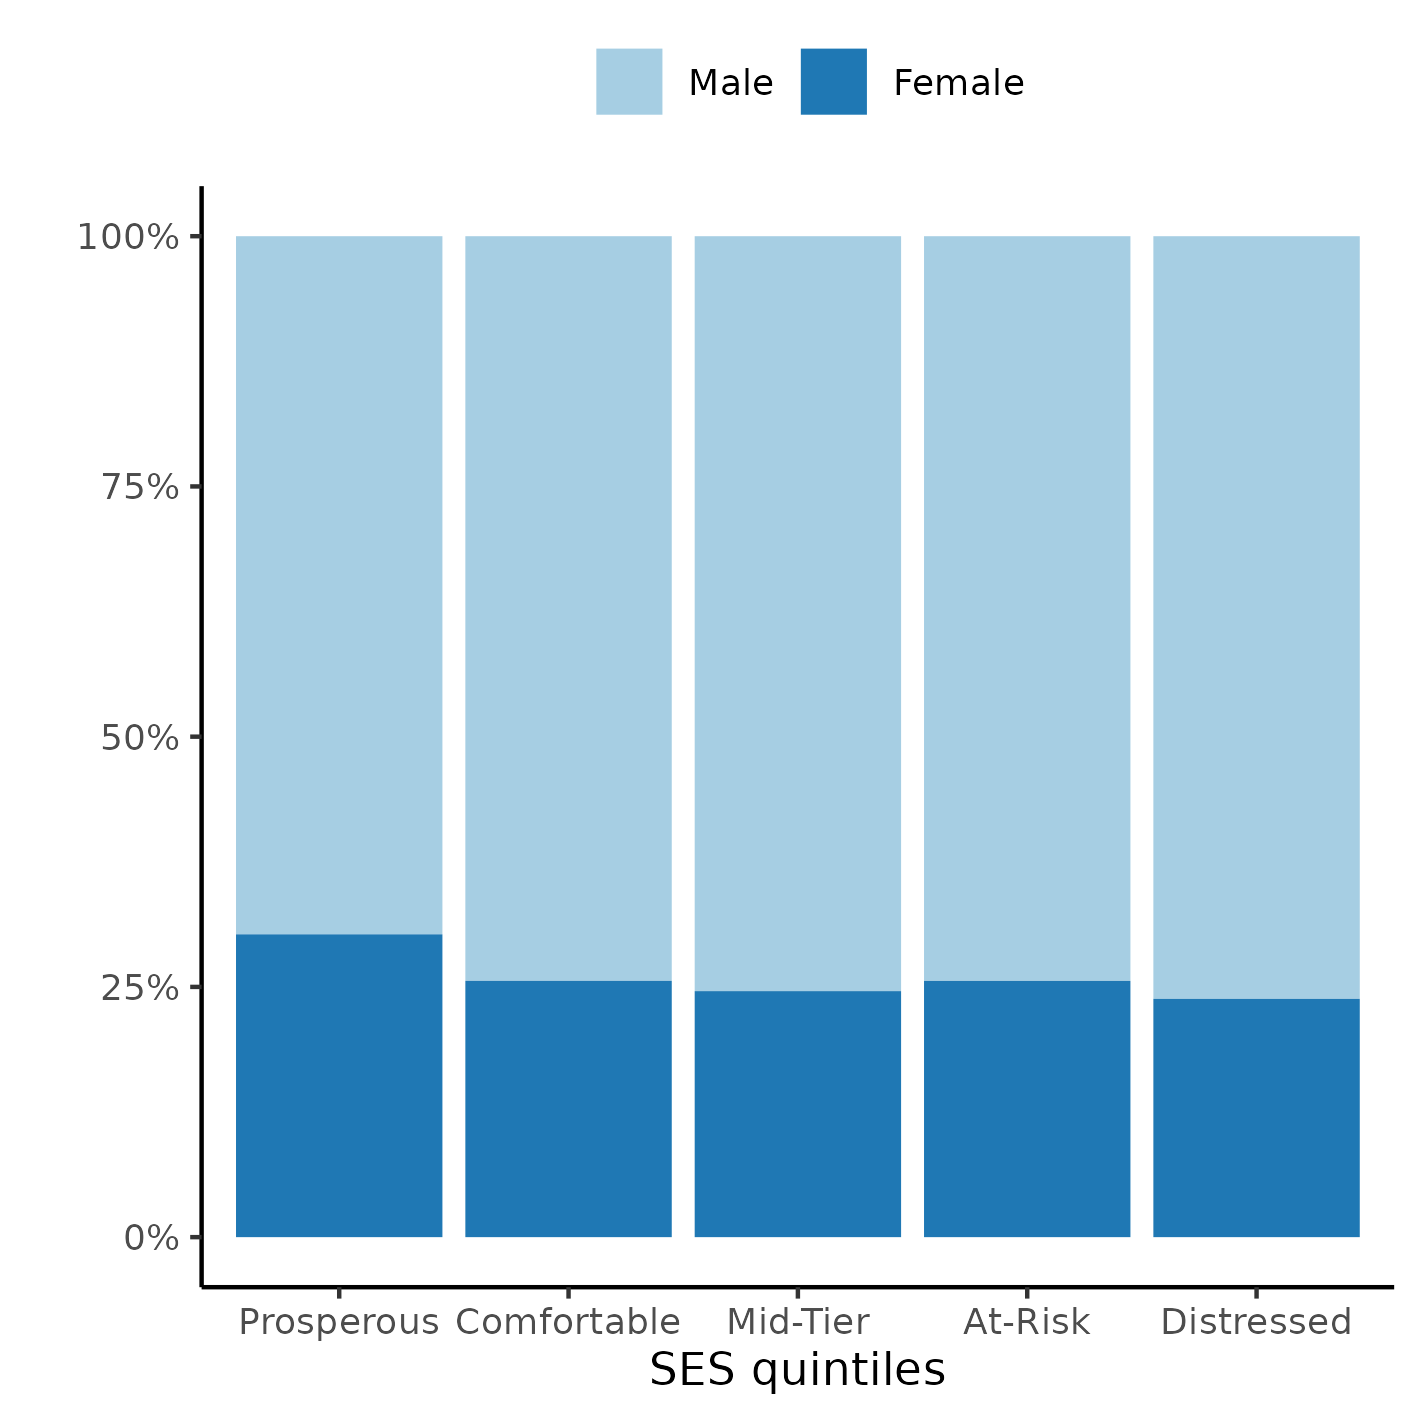 Male Female
100%
75%
50%
25%
0%
Prosperous Comfortable Mid-Tier At-Risk Distressed
SES quintiles